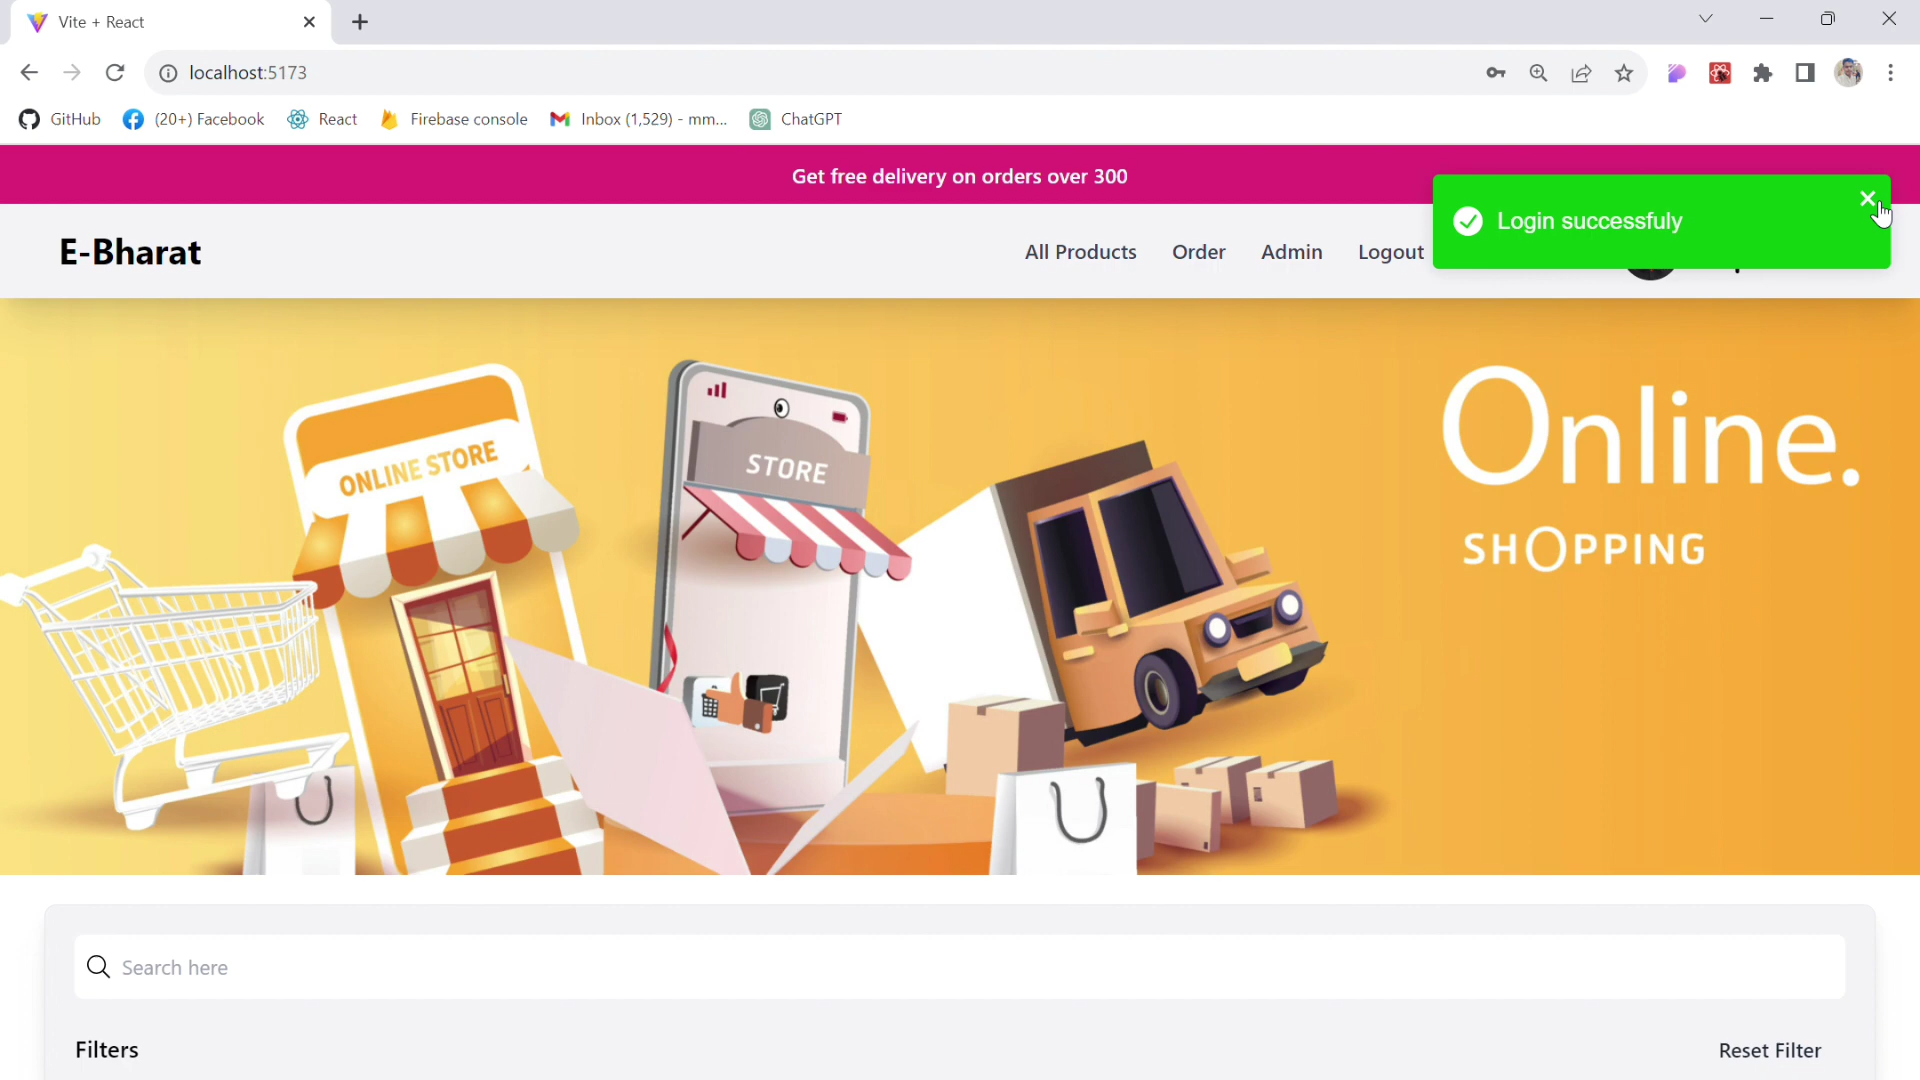 Vite + React
localhost:5173
GitHub
(20+) Facebook
React
Firebase console
Inbox (1,529) - mm...
ChatGPT
Get free delivery on orders over 300
E-Bharat
All Products
Order
Admin
Logout
Login successfuly
ONLINE STORE
STORE
Online.
SHOPPING
Search here
Filters
Reset Filter